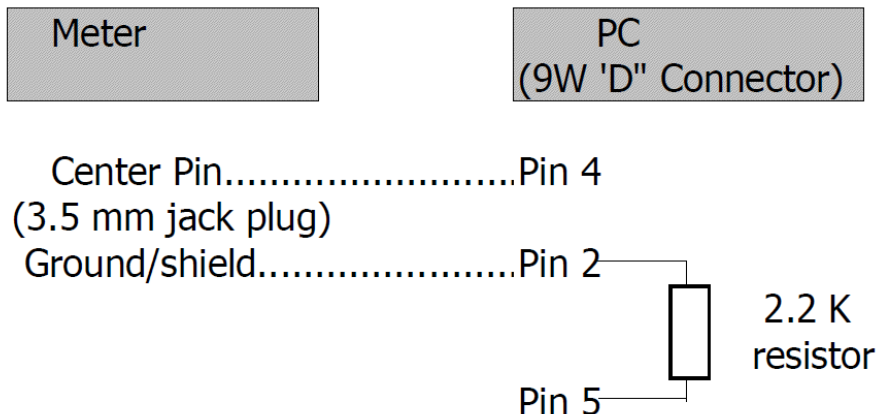 Meter
PC
(9W 'D" Connector)
Center Pin..........................Pin 4
(3.5 mm jack plug)
Ground/shield.......................Pin 2
2.2 K
resistor
Pin 5